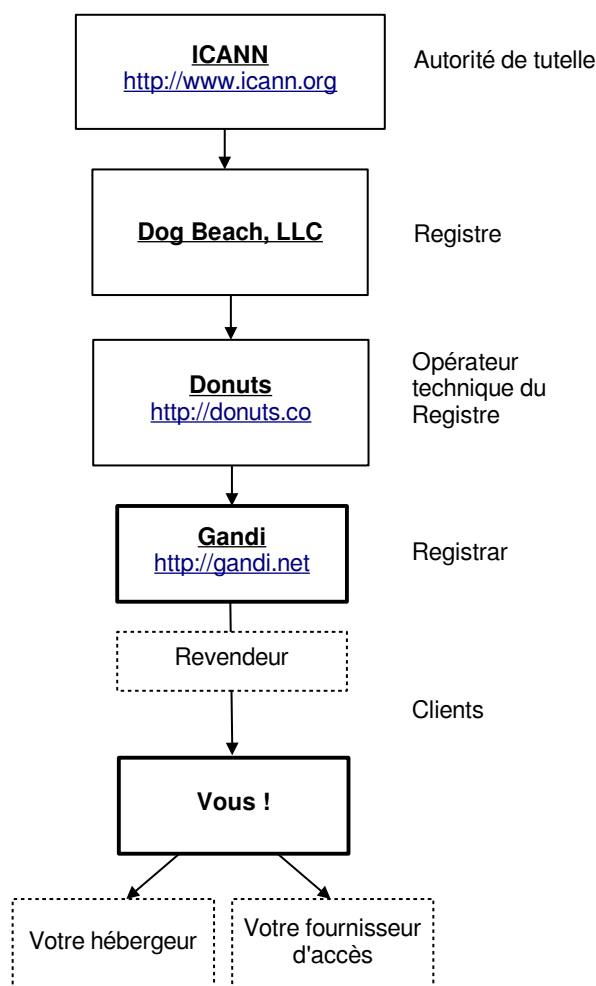 ICANN
http://www.icann.org
Autorité de tutelle
Dog Beach, LLC
Registre
Donuts
http://donuts.co
Opérateur
technique du
Registre
Gandi
http://gandi.net
Registrar
Revendeur
Clients
Vous !
Votre hébergeur
Votre fournisseur
d'accès